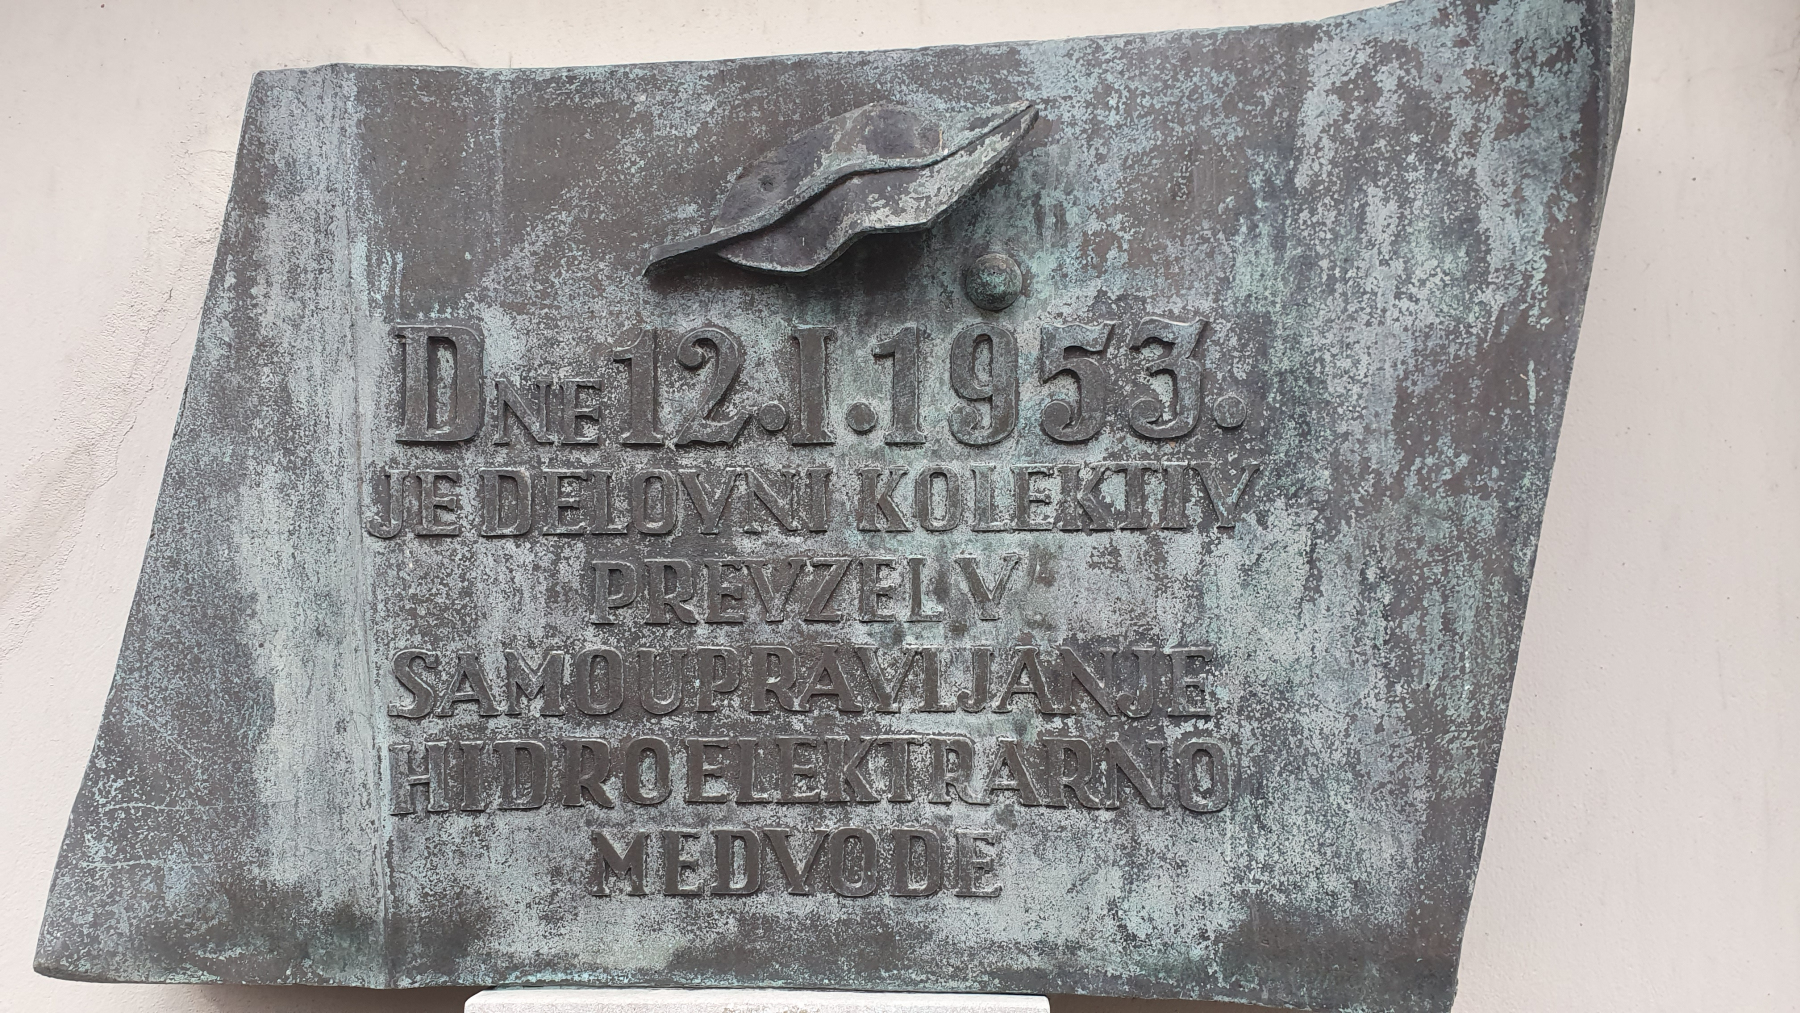 DNE 12.I.1953.
JE DELOVNI KOLEKTIV
PREVZEL V
SAMOUPRAVLJANJE
HIDROELEKTRARNO
MEDVODE